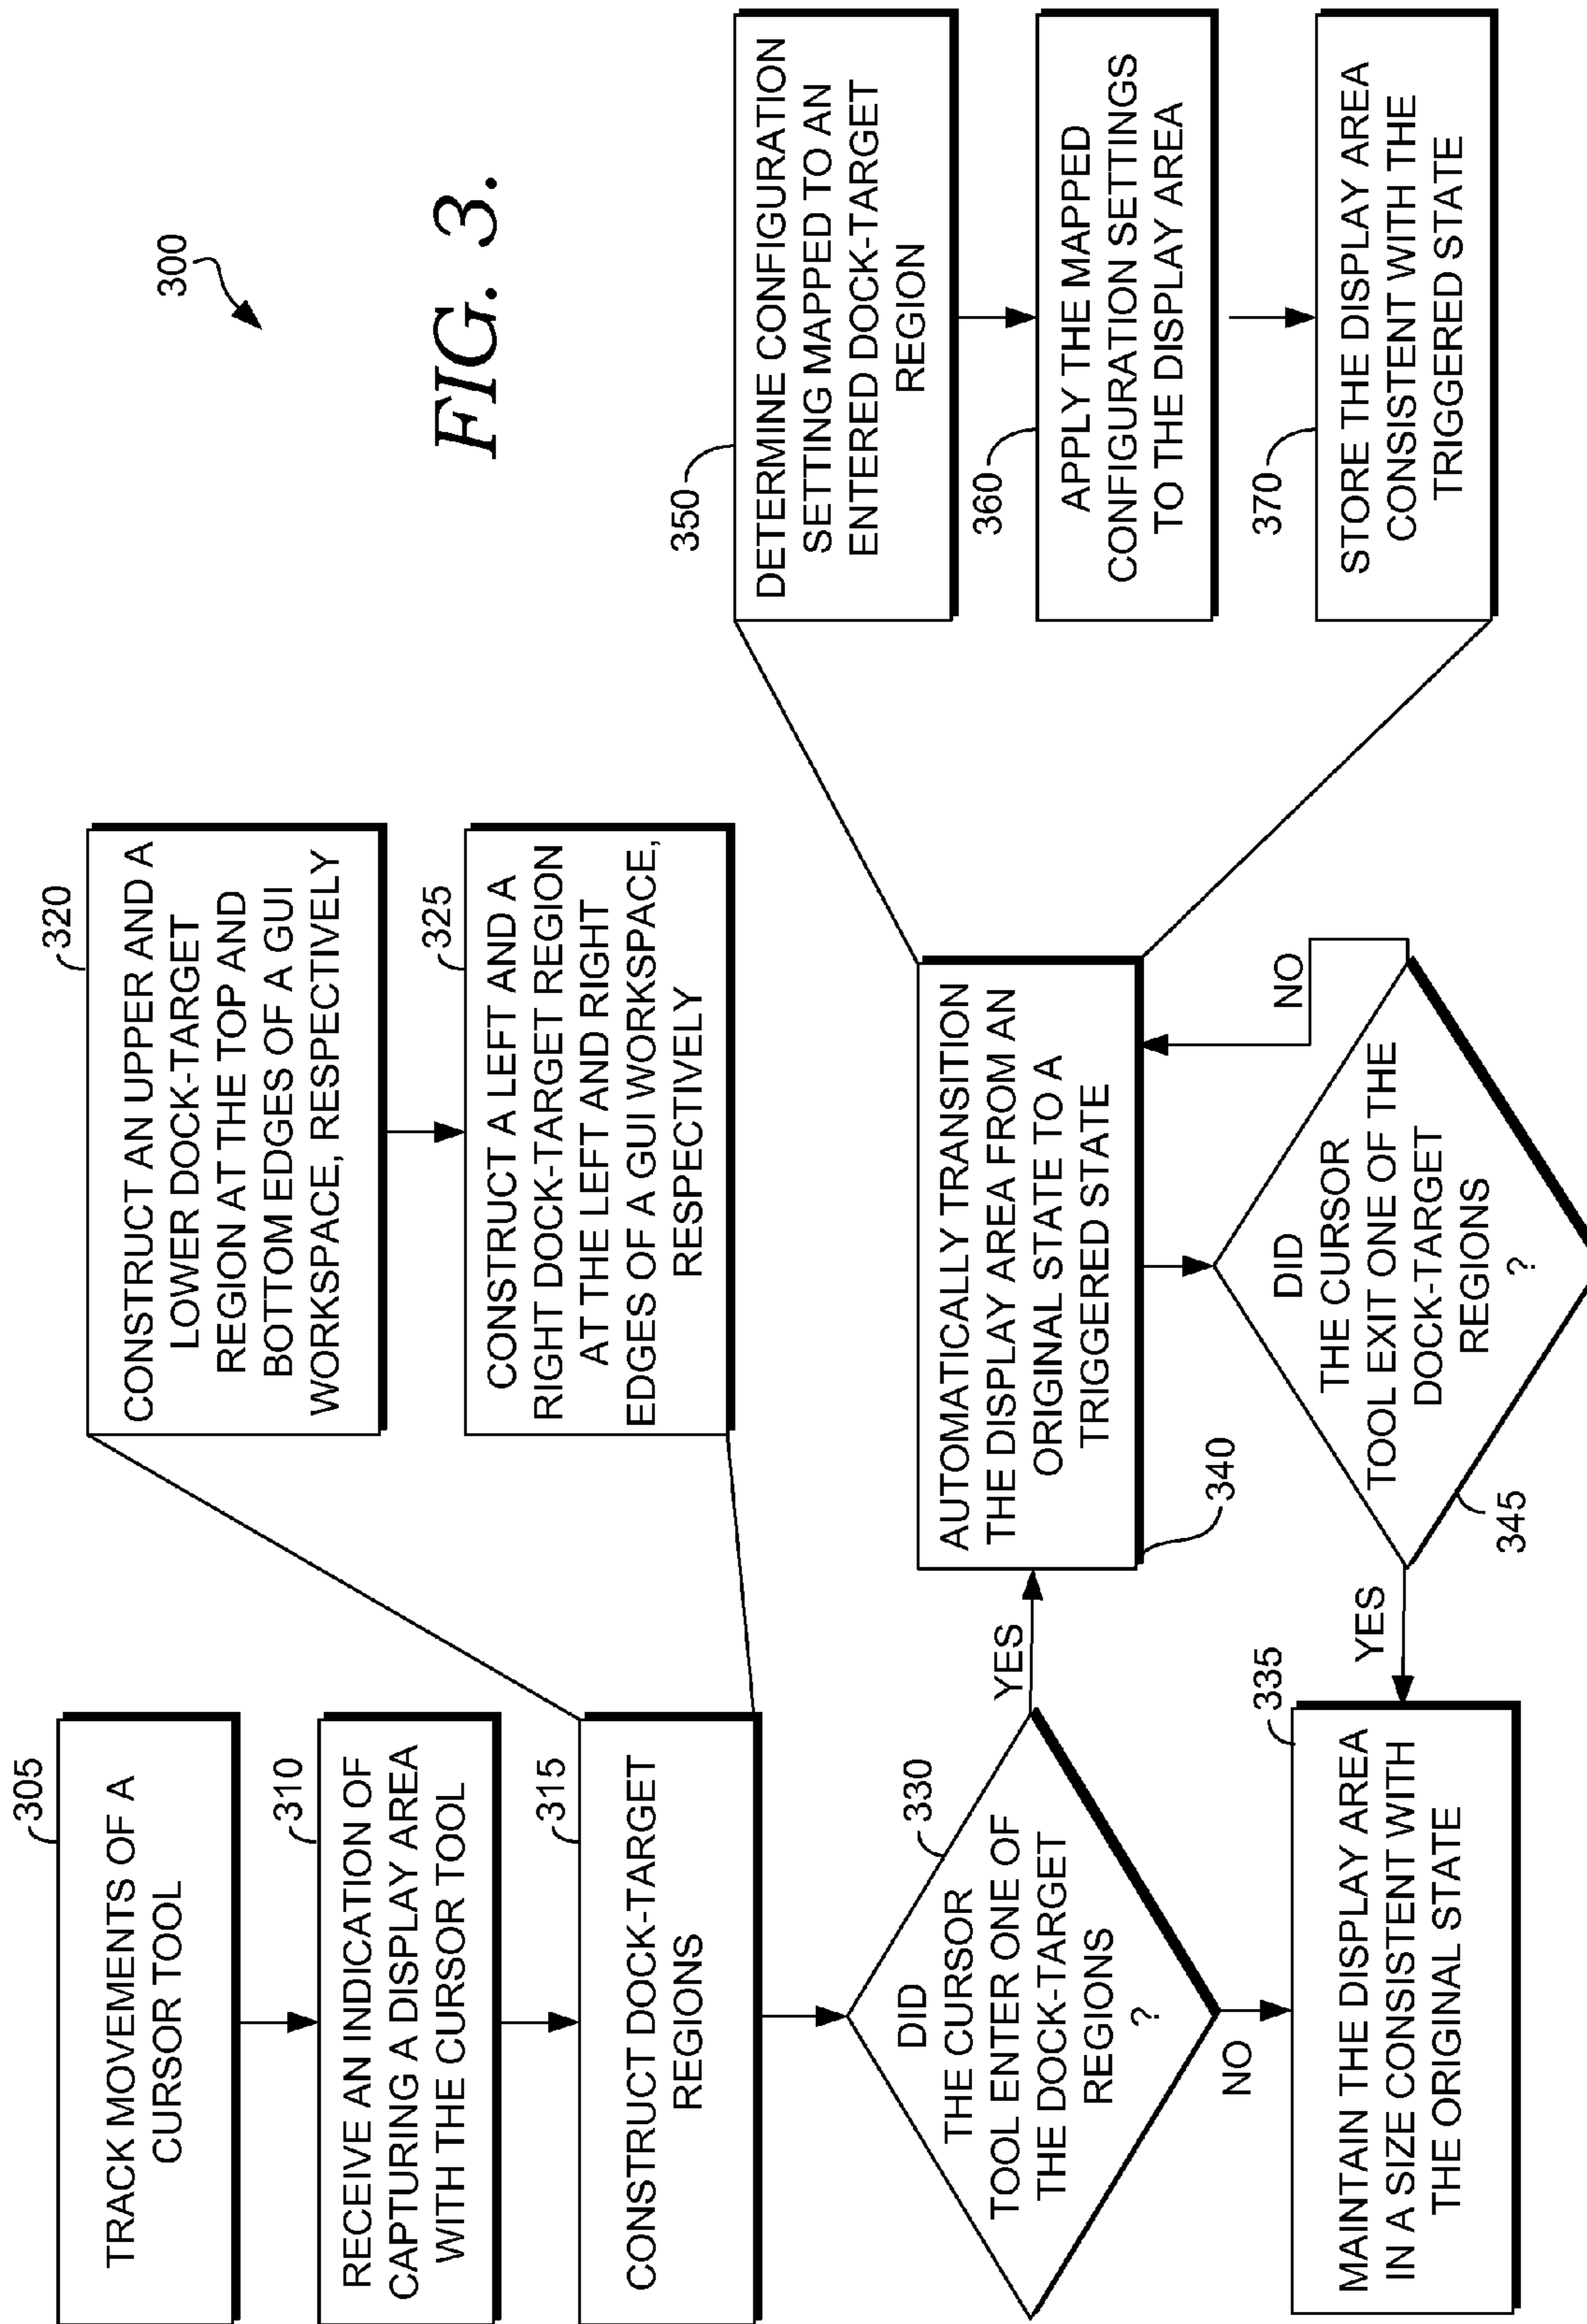 300
FIG. 3.
305
TRACK MOVEMENTS OF A
CURSOR TOOL
310
RECEIVE AN INDICATION OF
CAPTURING A DISPLAY AREA
WITH THE CURSOR TOOL
315
CONSTRUCT DOCK-TARGET
REGIONS
320
CONSTRUCT AN UPPER AND A
LOWER DOCK-TARGET
REGION AT THE TOP AND
BOTTOM EDGES OF A GUI
WORKSPACE, RESPECTIVELY
325
CONSTRUCT A LEFT AND A
RIGHT DOCK-TARGET REGION
AT THE LEFT AND RIGHT
EDGES OF A GUI WORKSPACE,
RESPECTIVELY
330
DID
THE CURSOR
TOOL ENTER ONE OF
THE DOCK-TARGET
REGIONS
?
YES
NO
335
MAINTAIN THE DISPLAY AREA
IN A SIZE CONSISTENT WITH
THE ORIGINAL STATE
AUTOMATICALLY TRANSITION
THE DISPLAY AREA FROM AN
ORIGINAL STATE TO A
TRIGGERED STATE
340
DID
THE CURSOR
TOOL EXIT ONE OF THE
DOCK-TARGET
REGIONS
?
345
YES
NO
350
DETERMINE CONFIGURATION
SETTING MAPPED TO AN
ENTERED DOCK-TARGET
REGION
360
APPLY THE MAPPED
CONFIGURATION SETTINGS
TO THE DISPLAY AREA
370
STORE THE DISPLAY AREA
CONSISTENT WITH THE
TRIGGERED STATE